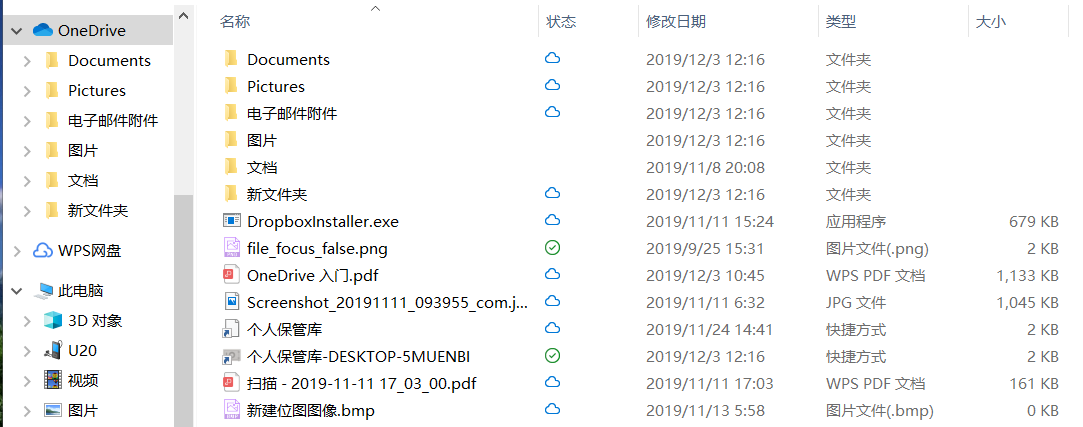 OneDrive
Documents
Pictures
电子邮件附件
图片
文档
新文件夹
WPS网盘
此电脑
3D 对象
U20
视频
图片
名称 状态 修改日期 类型 大小
Documents 2019/12/3 12:16 文件夹
Pictures 2019/12/3 12:16 文件夹
电子邮件附件 2019/12/3 12:16 文件夹
图片 2019/12/3 12:16 文件夹
文档 2019/11/8 20:08 文件夹
新文件夹 2019/12/3 12:16 文件夹
DropboxInstaller.exe 2019/11/11 15:24 应用程序 679 KB
file_focus_false.png 2019/9/25 15:31 图片文件(.png) 2 KB
OneDrive 入门.pdf 2019/12/3 10:45 WPS PDF 文档 1,133 KB
Screenshot_20191111_093955_com.j... 2019/11/11 6:32 JPG 文件 1,045 KB
个人保管库 2019/11/24 14:41 快捷方式 2 KB
个人保管库-DESKTOP-5MUENBI 2019/12/3 12:16 快捷方式 2 KB
扫描 - 2019-11-11 17_03_00.pdf 2019/11/11 17:03 WPS PDF 文档 161 KB
新建位图图像.bmp 2019/11/13 5:58 图片文件(.bmp) 0 KB